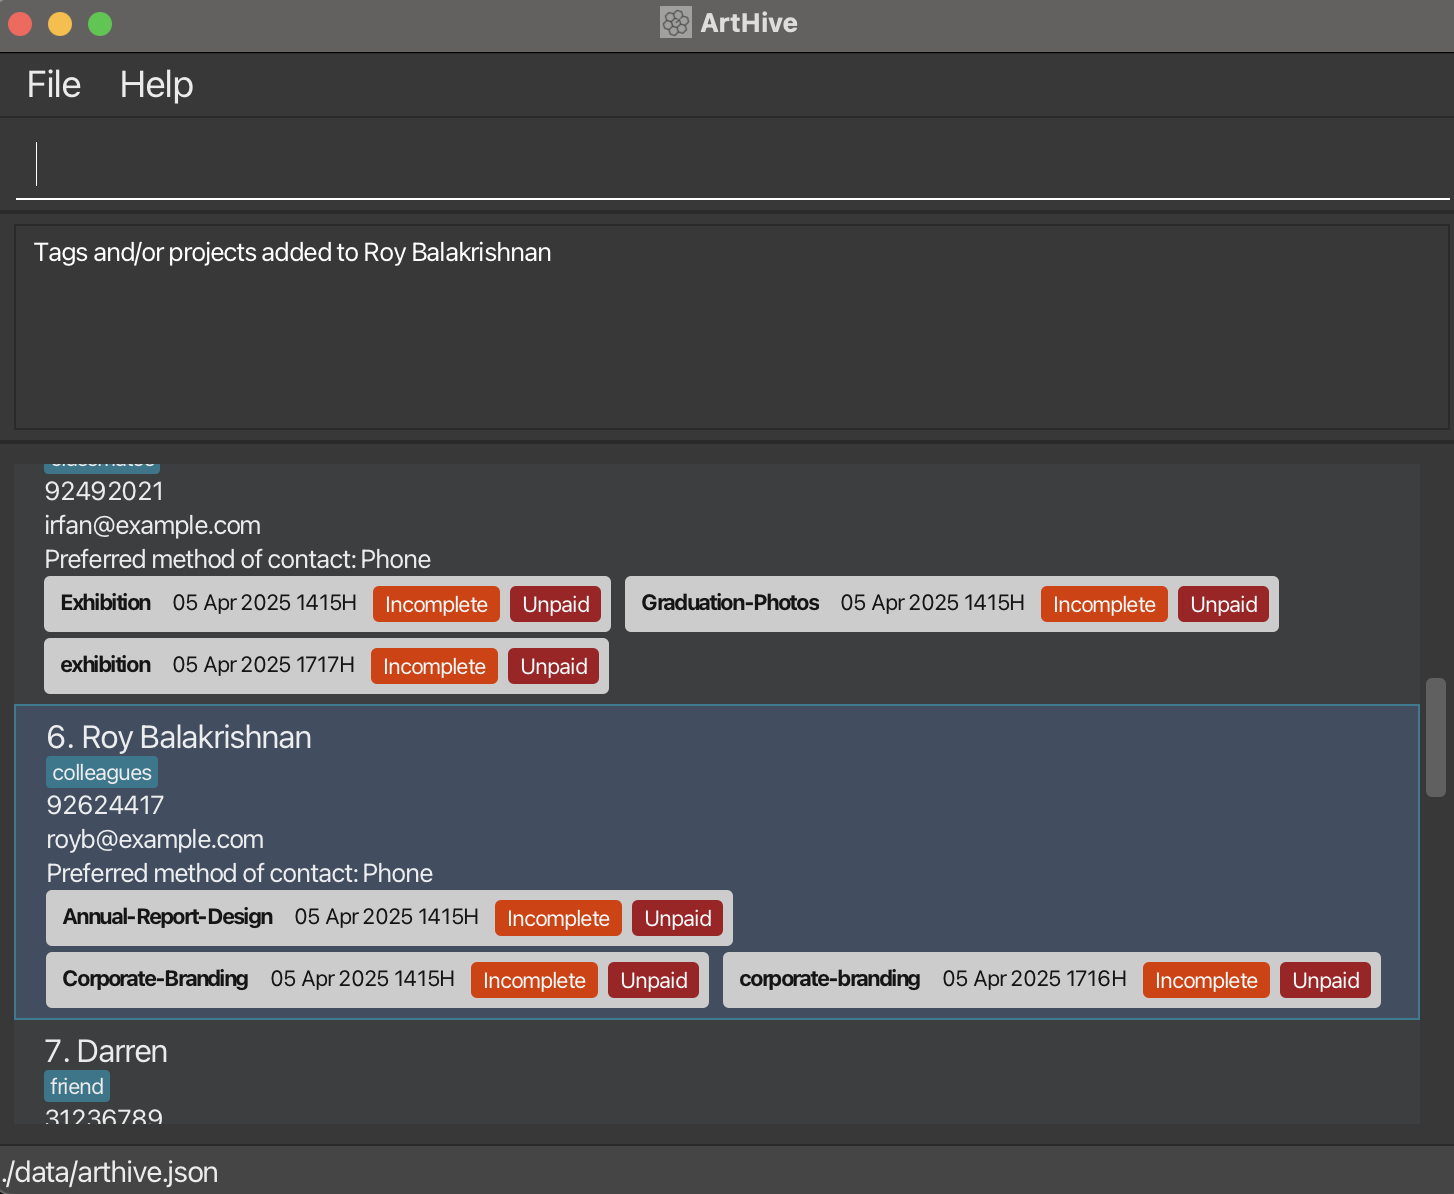 ArtHive
File Help
Tags and/or projects added to Roy Balakrishnan
92492021
irfan@example.com
Preferred method of contact: Phone
Exhibition 05 Apr 2025 1415H Incomplete Unpaid Graduation-Photos 05 Apr 2025 1415H Incomplete Unpaid
exhibition 05 Apr 2025 1717H Incomplete Unpaid
6. Roy Balakrishnan
colleagues
92624417
royb@example.com
Preferred method of contact: Phone
Annual-Report-Design 05 Apr 2025 1415H Incomplete Unpaid
Corporate-Branding 05 Apr 2025 1415H Incomplete Unpaid corporate-branding 05 Apr 2025 1716H Incomplete Unpaid
7. Darren
friend
31236789
./data/arthive.json